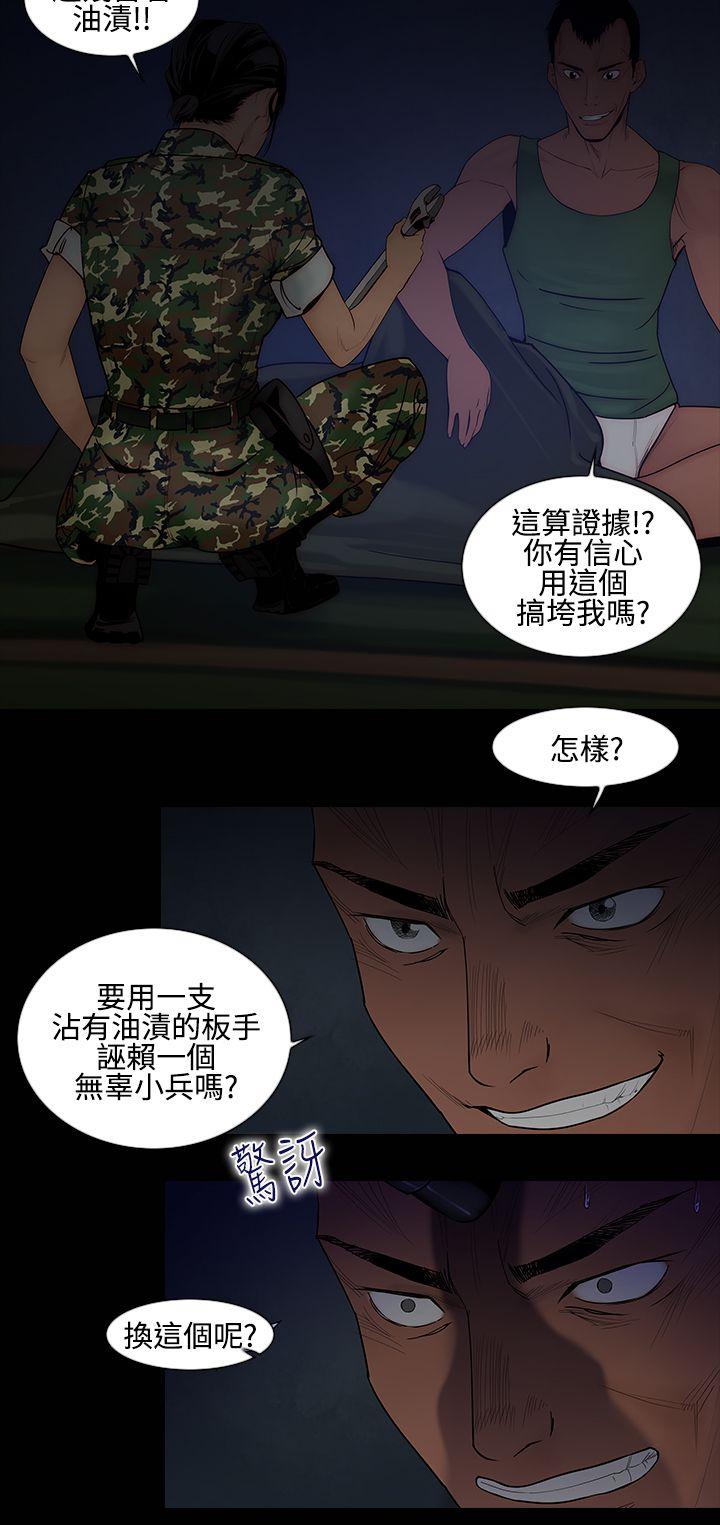 油漬!!
這算證據!?
你有信心
用這個
搞垮我嗎?
怎樣?
要用一支
沾有油漬的板手
誣賴一個
無辜小兵嗎?
驚訝
換這個呢?